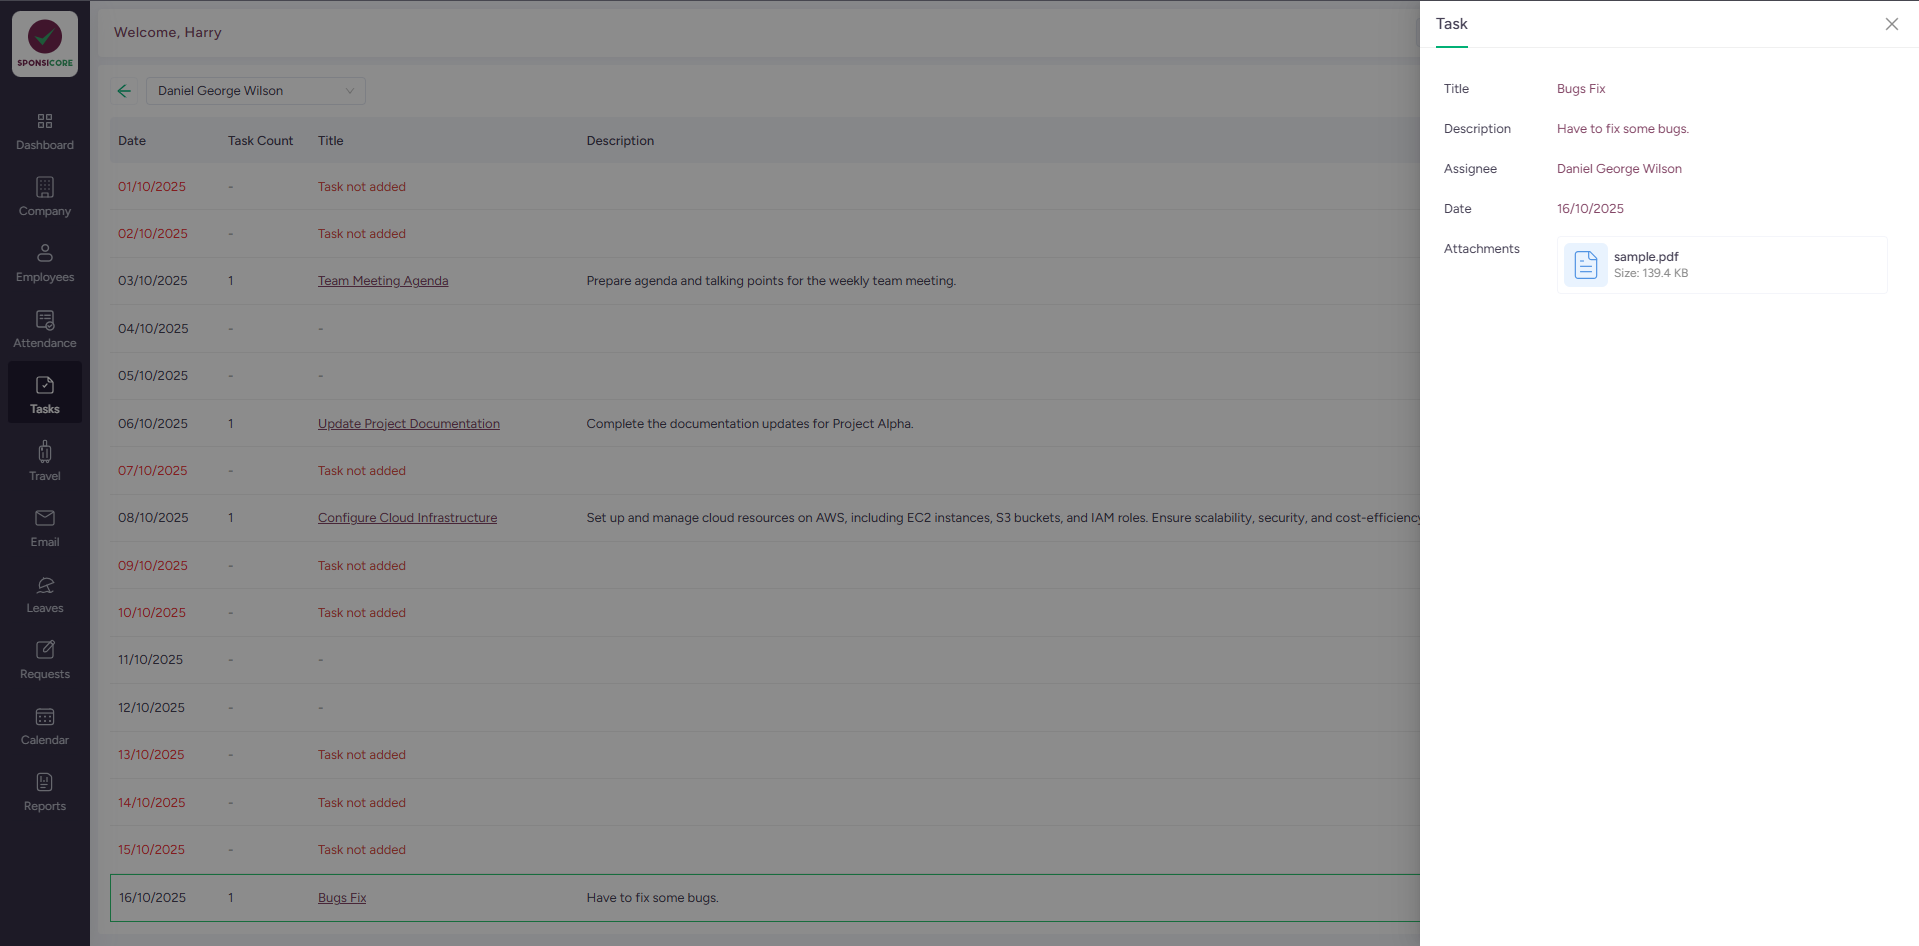 SPONSICORE
Dashboard
Company
Employees
Attendance
Tasks
Travel
Email
Leaves
Requests
Calendar
Reports
Welcome, Harry
Daniel George Wilson
Date Task Count Title Description
01/10/2025 - Task not added
02/10/2025 - Task not added
03/10/2025 1 Team Meeting Agenda Prepare agenda and talking points for the weekly team meeting.
04/10/2025 - -
05/10/2025 - -
06/10/2025 1 Update Project Documentation Complete the documentation updates for Project Alpha.
07/10/2025 - Task not added
08/10/2025 1 Configure Cloud Infrastructure Set up and manage cloud resources on AWS, including EC2 instances, S3 buckets, and IAM roles. Ensure scalability, security, and cost-efficiency
09/10/2025 - Task not added
10/10/2025 - Task not added
11/10/2025 - -
12/10/2025 - -
13/10/2025 - Task not added
14/10/2025 - Task not added
15/10/2025 - Task not added
16/10/2025 1 Bugs Fix Have to fix some bugs.
Task
Title Bugs Fix
Description Have to fix some bugs.
Assignee Daniel George Wilson
Date 16/10/2025
Attachments sample.pdf
Size: 139.4 KB